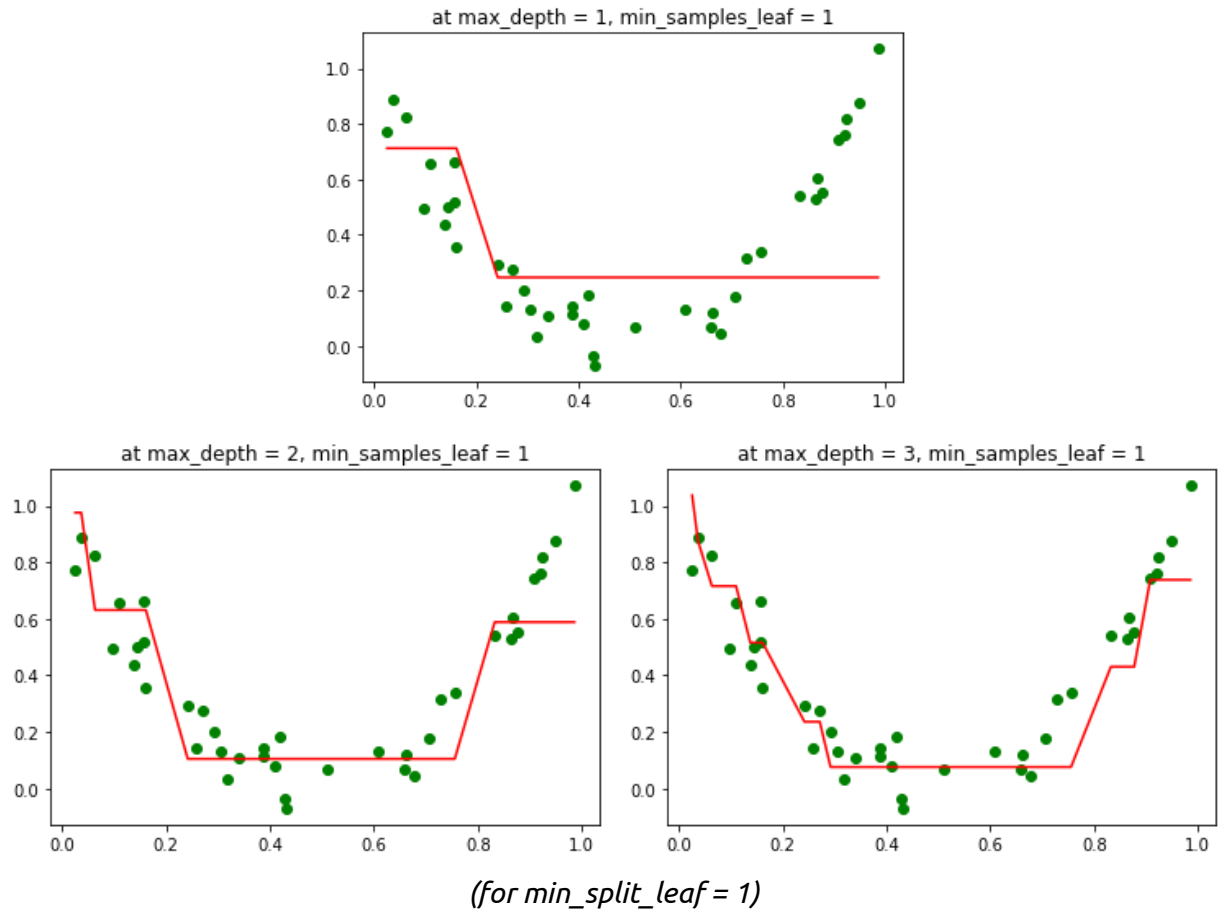 at max_depth = 1, min_samples_leaf = 1
1.0
0.8
0.6
0.4
0.2
0.0
0.0 0.2 0.4 0.6 0.8 1.0
at max_depth = 2, min_samples_leaf = 1
1.0
0.8
0.6
0.4
0.2
0.0
0.0 0.2 0.4 0.6 0.8 1.0
at max_depth = 3, min_samples_leaf = 1
1.0
0.8
0.6
0.4
0.2
0.0
0.0 0.2 0.4 0.6 0.8 1.0
(for min_split_leaf = 1)